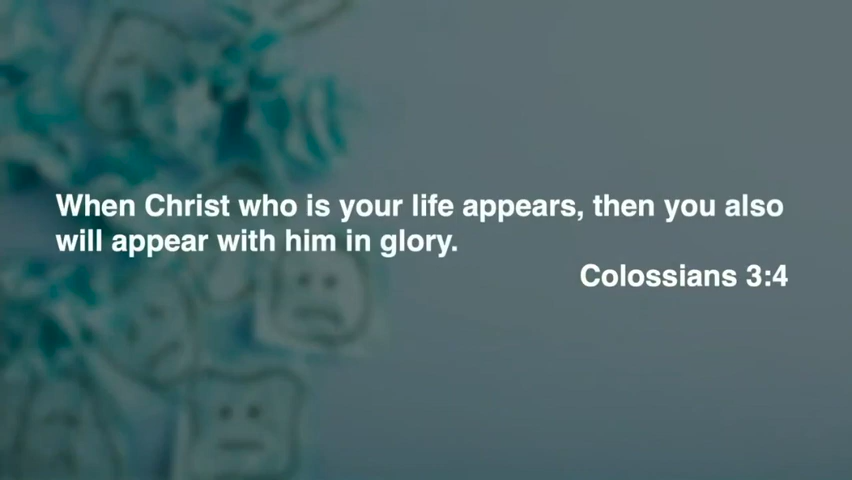 When Christ who is your life appears, then you also
will appear with him in glory.
Colossians 3:4